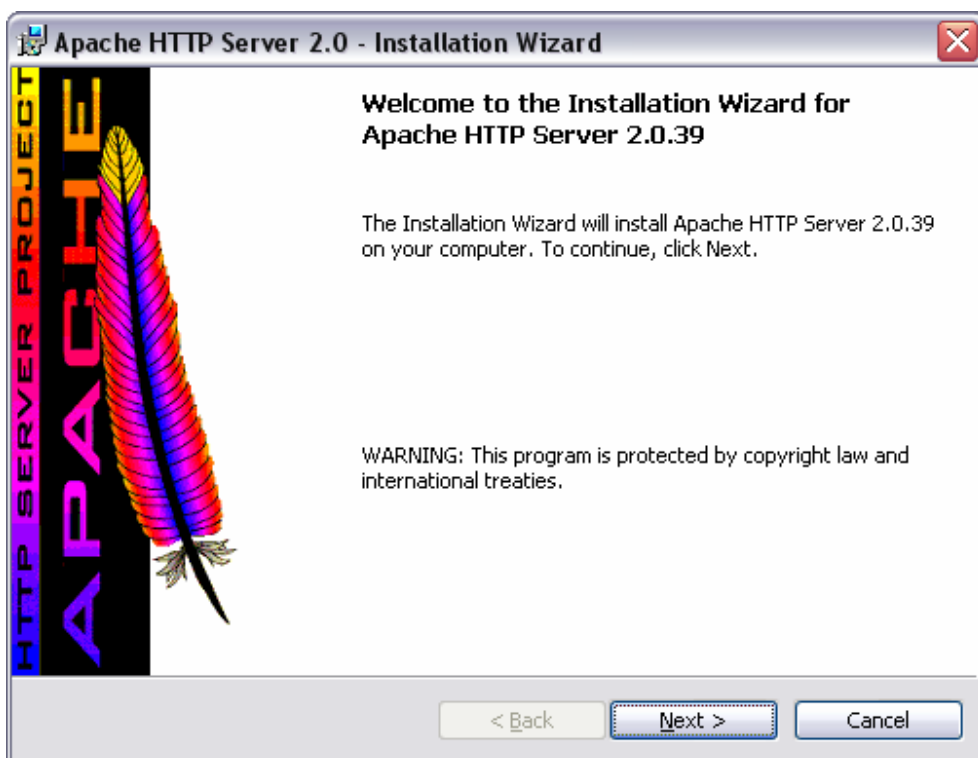 Apache HTTP Server 2.0 - Installation Wizard
HTTP SERVER PROJECT
APACHE
Welcome to the Installation Wizard for
Apache HTTP Server 2.0.39
The Installation Wizard will install Apache HTTP Server 2.0.39
on your computer. To continue, click Next.
WARNING: This program is protected by copyright law and
international treaties.
< Back
Next >
Cancel